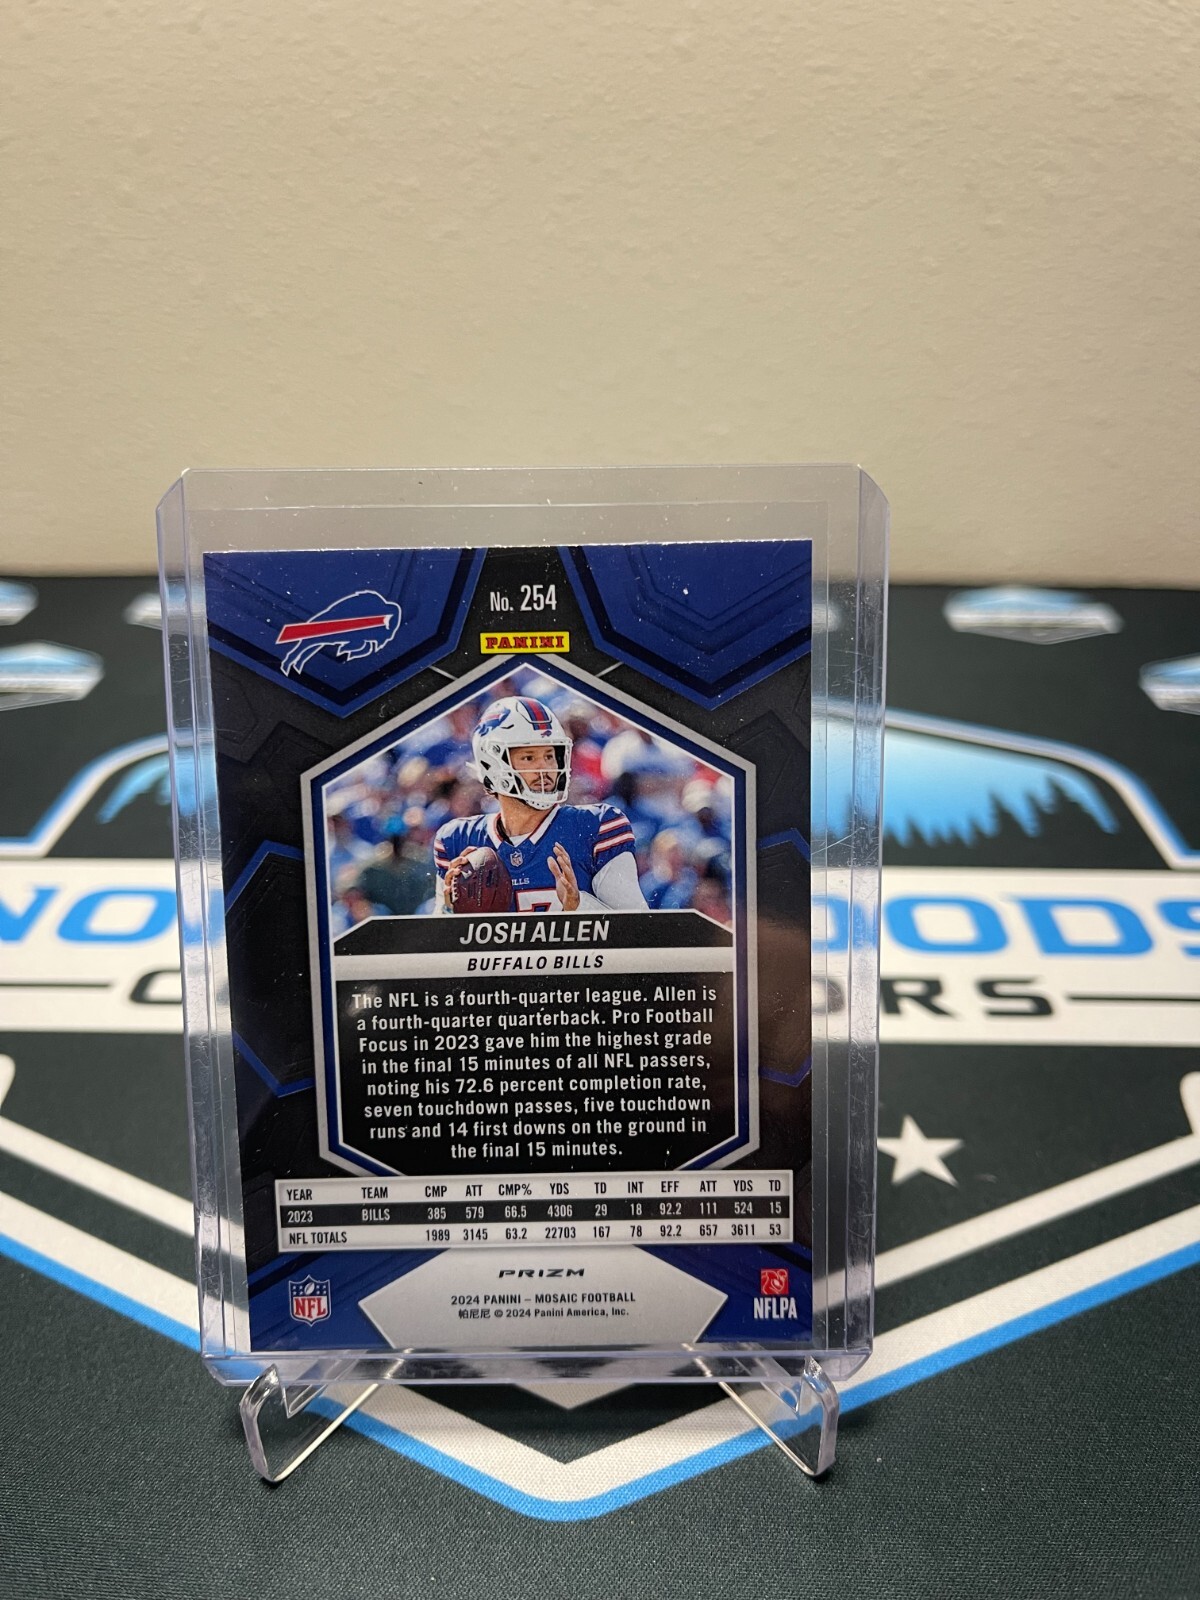 No. 254
PANINI
BILLS
JOSH ALLEN
BUFFALO BILLS
The NFL is a fourth-quarter league. Allen is
a fourth-quarter quarterback. Pro Football
Focus in 2023 gave him the highest grade
in the final 15 minutes of all NFL passers,
noting his 72.6 percent completion rate,
seven touchdown passes, five touchdown
runs and 14 first downs on the ground in
the final 15 minutes.
YEAR TEAM CMP ATT CMP% YDS TD INT EFF ATT YDS TD
2023 BILLS 385 579 66.5 4306 29 18 92.2 111 524 15
NFL TOTALS 1989 3145 63.2 22703 167 78 92.2 657 3611 53
PRIZM
2024 PANINI – MOSAIC FOOTBALL
帕尼尼 © 2024 Panini America, Inc.
NFL
NFLPA
NO OODS
C RS